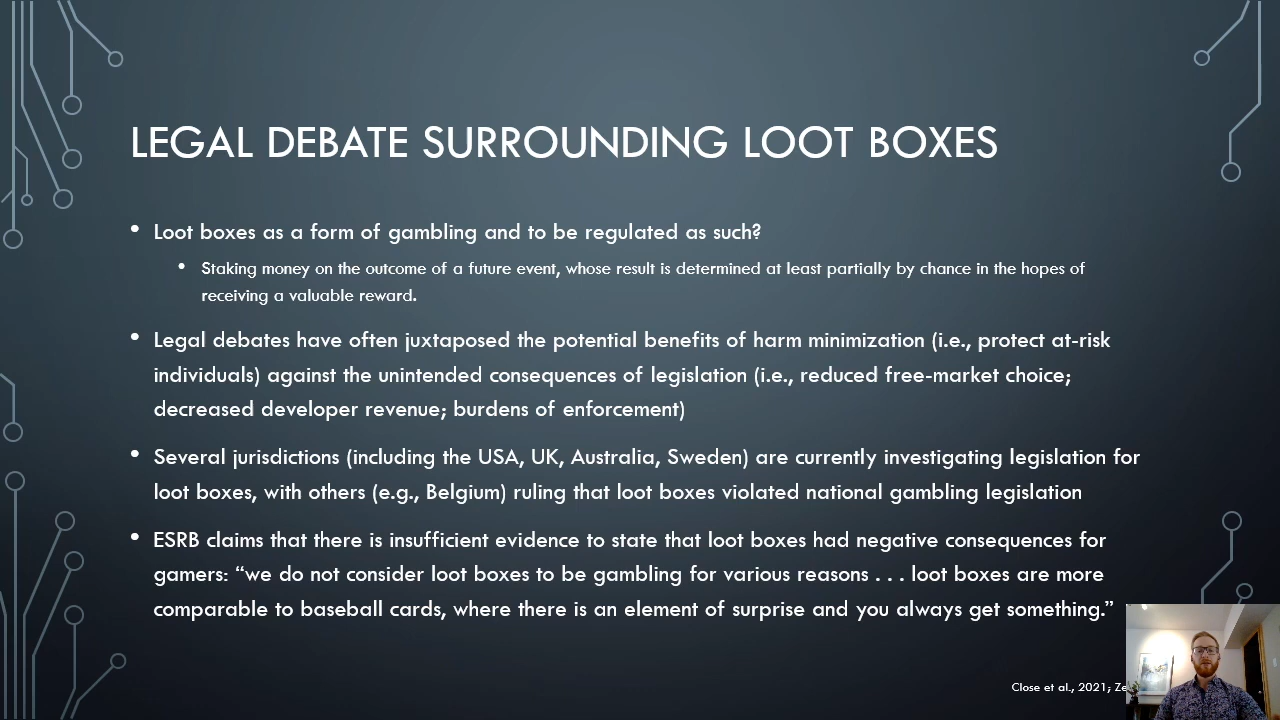 LEGAL DEBATE SURROUNDING LOOT BOXES
• Loot boxes as a form of gambling and to be regulated as such?
• Staking money on the outcome of a future event, whose result is determined at least partially by chance in the hopes of
receiving a valuable reward.
• Legal debates have often juxtaposed the potential benefits of harm minimization (i.e., protect at-risk
individuals) against the unintended consequences of legislation (i.e., reduced free-market choice;
decreased developer revenue; burdens of enforcement)
• Several jurisdictions (including the USA, UK, Australia, Sweden) are currently investigating legislation for
loot boxes, with others (e.g., Belgium) ruling that loot boxes violated national gambling legislation
• ESRB claims that there is insufficient evidence to state that loot boxes had negative consequences for
gamers: “we do not consider loot boxes to be gambling for various reasons . . . loot boxes are more
comparable to baseball cards, where there is an element of surprise and you always get something.”
Close et al., 2021;